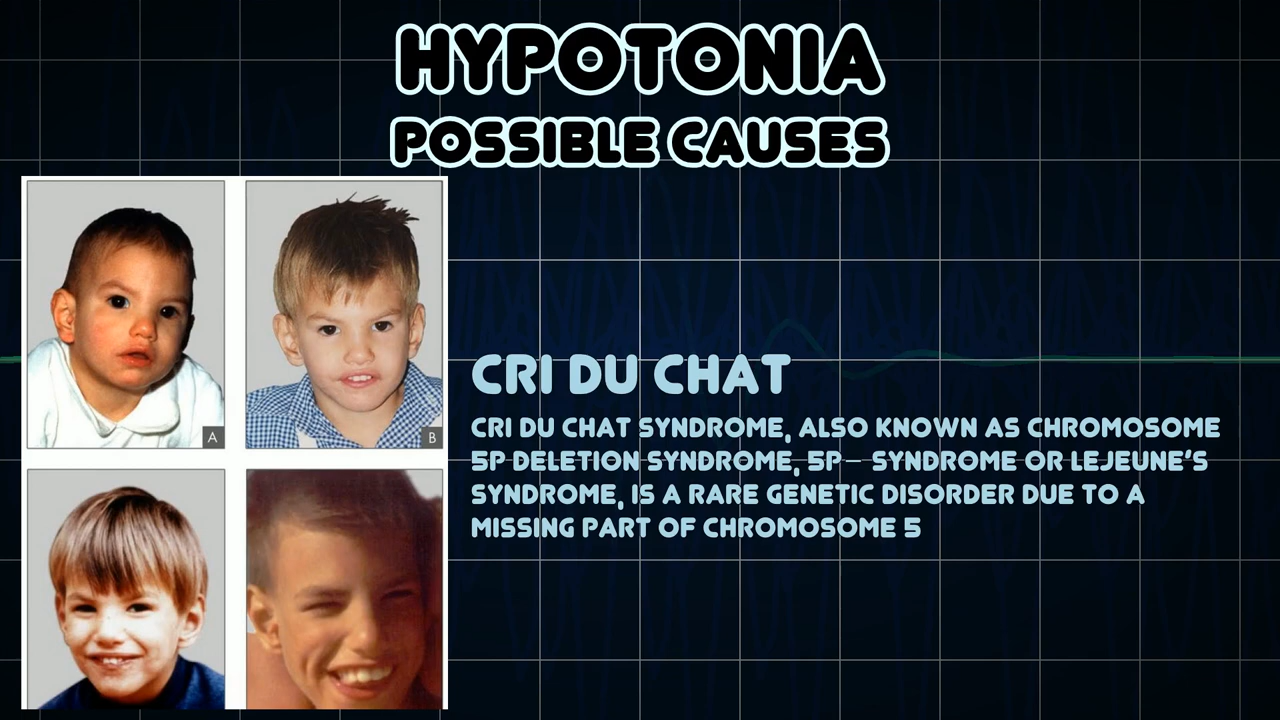 HYPOTONIA
POSSIBLE CAUSES
A
B
CRI DU CHAT
CRI DU CHAT SYNDROME, ALSO KNOWN AS CHROMOSOME
5P DELETION SYNDROME, 5P− SYNDROME OR LEJEUNE'S
SYNDROME, IS A RARE GENETIC DISORDER DUE TO A
MISSING PART OF CHROMOSOME 5